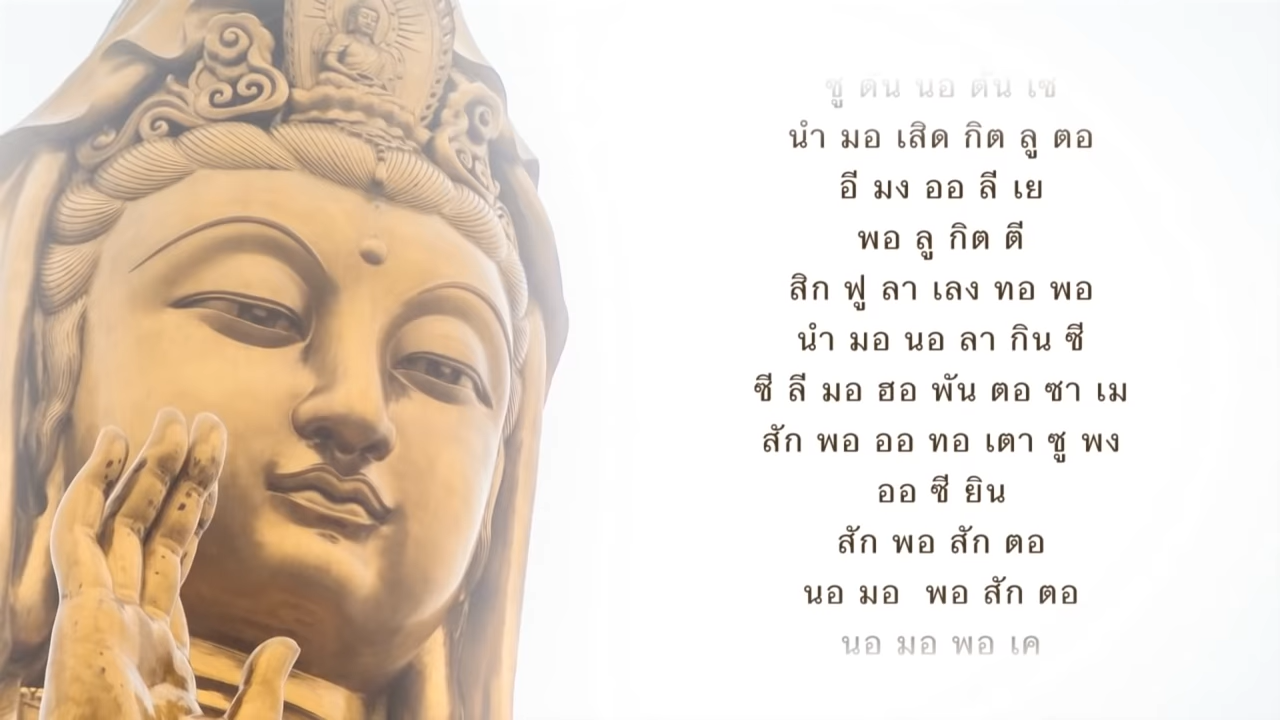 ซู ตัน นอ ตัน เซ
นำ มอ เสิด กิต ลู ตอ
อี มง ออ ลี เย
พอ ลู กิต ตี
สิก ฟู ลา เลง ทอ พอ
นำ มอ นอ ลา กิน ซี
ซี ลี มอ ฮอ พัน ตอ ซา เม
สัก พอ ออ ทอ เตา ซู พง
ออ ซี ยิน
สัก พอ สัก ตอ
นอ มอ พอ สัก ตอ
นอ มอ พอ เค